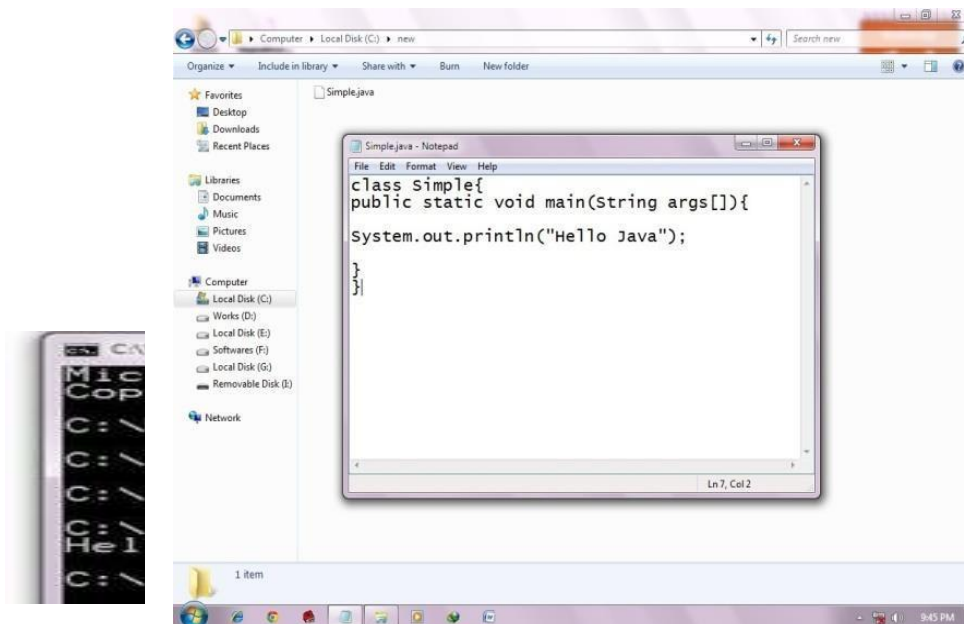 Computer ▸ Local Disk (C:) ▸ new
Search new
Organize ▾ Include in library ▾ Share with ▾ Burn New folder
Favorites
Desktop
Downloads
Recent Places
Libraries
Documents
Music
Pictures
Videos
Computer
Local Disk (C:)
Works (D:)
Local Disk (E:)
Softwares (F:)
Local Disk (G:)
Removable Disk (I:)
Network
Simple.java
Simple.java - Notepad
File Edit Format View Help
class Simple{
public static void main(String args[]){
System.out.println("Hello Java");
}
}
Ln 7, Col 2
1 item
9:45 PM
C:\
Mic
Cop
C:\
C:\
C:\
C:\
Hel
C:\